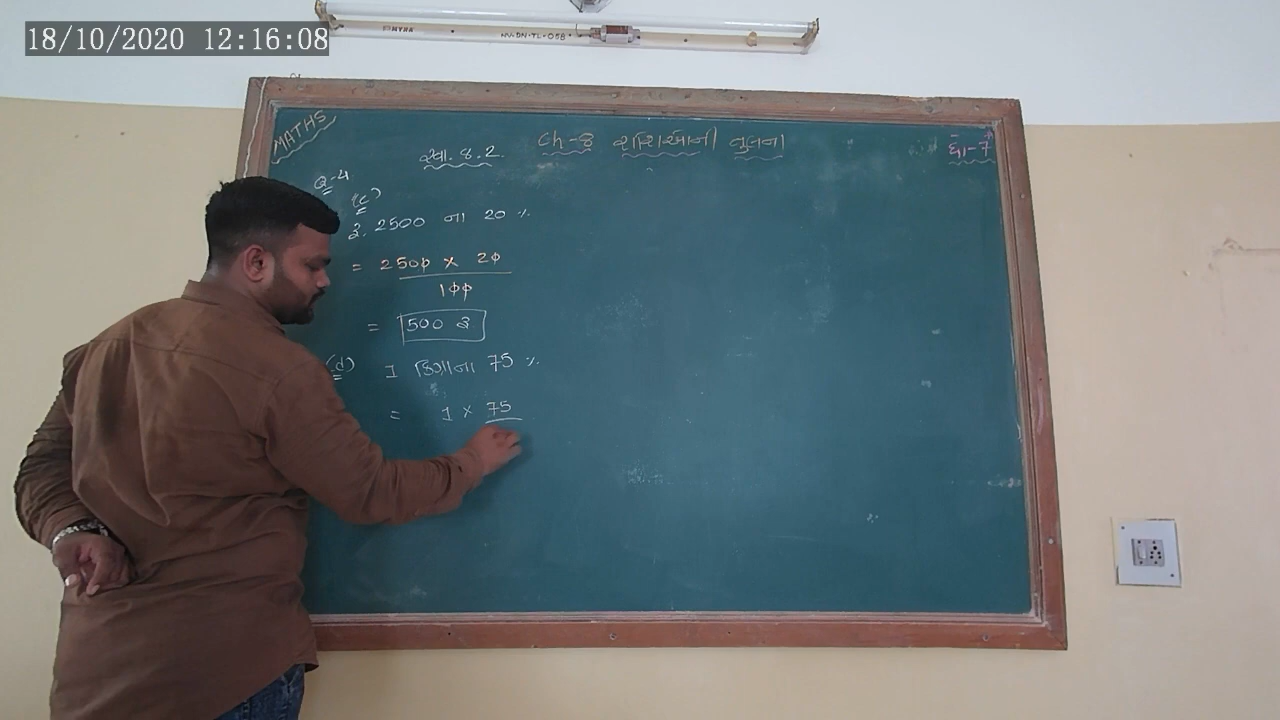 18/10/2020 12:16:08
MYRA
MATHS
Ch-8 રાશિઓની તુલના
ધો-7
સ્વા. 8.2
Q-4
(c)
રૂ. 2500 ના 20 %
= 2500 x 20
100
= 500 રૂ
(d) 1 કિગ્રાના 75 %
= 1 x 75